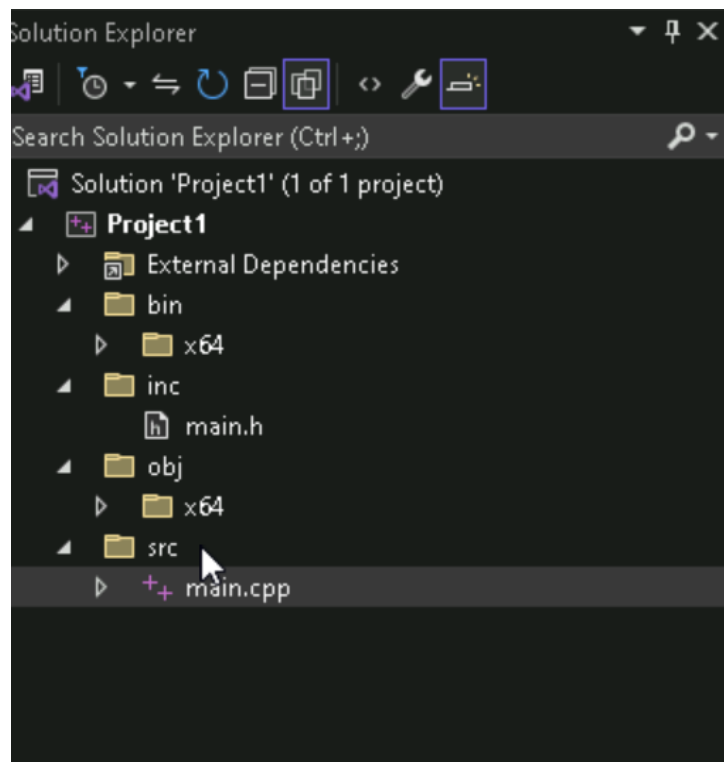 Solution Explorer
Search Solution Explorer (Ctrl+;)
Solution 'Project1' (1 of 1 project)
Project1
External Dependencies
bin
x64
inc
main.h
obj
x64
src
main.cpp